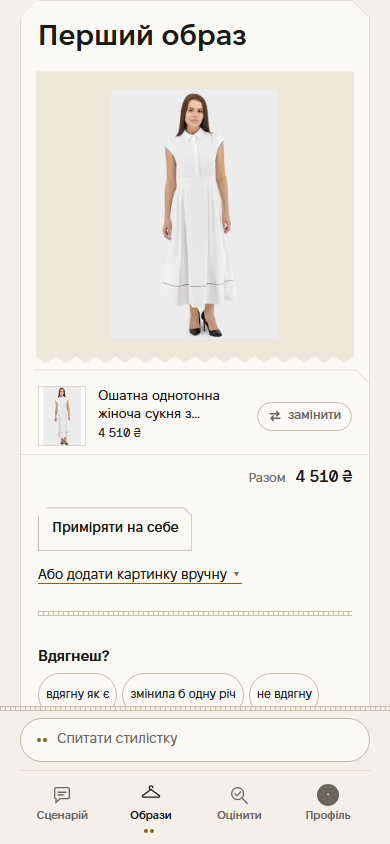 Перший образ
Ошатна однотонна
жіноча сукня з...
4 510 ₴
замінити
Разом 4 510 ₴
Приміряти на себе
Або додати картинку вручну
Вдягнеш?
вдягну як є
змінила б одну річ
не вдягну
Спитати стилістку
Сценарій
Образи
Оцінити
Профіль